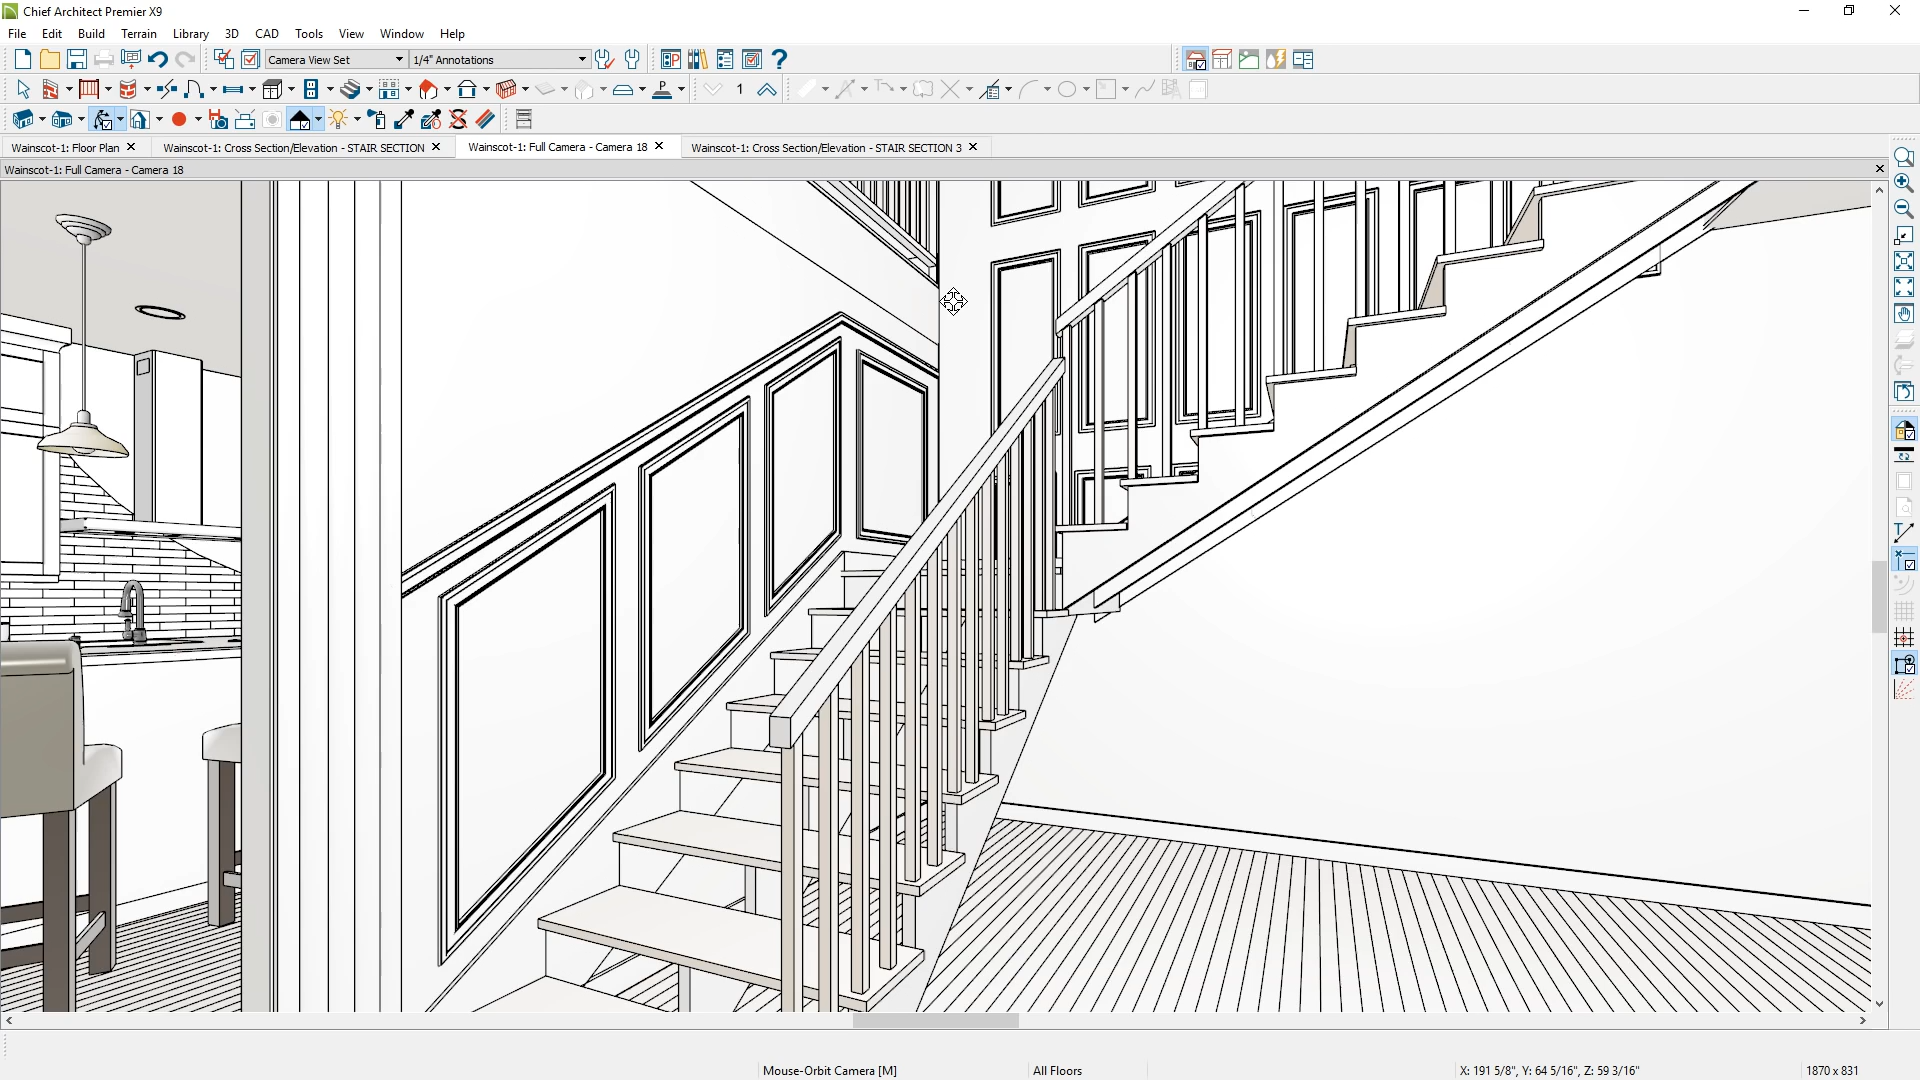 Chief Architect Premier X9
File Edit Build Terrain Library 3D CAD Tools View Window Help
Camera View Set 1/4" Annotations
P 1
Wainscot-1: Floor Plan Wainscot-1: Cross Section/Elevation - STAIR SECTION Wainscot-1: Full Camera - Camera 18 Wainscot-1: Cross Section/Elevation - STAIR SECTION 3
Wainscot-1: Full Camera - Camera 18
Mouse-Orbit Camera [M] All Floors X: 191 5/8", Y: 64 5/16", Z: 59 3/16" 1870 x 831